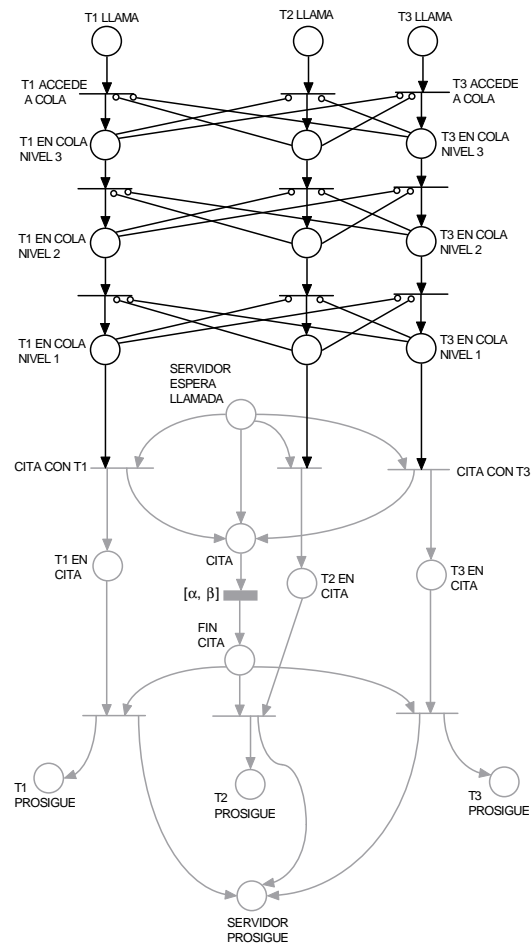 T1 LLAMA
T2 LLAMA
T3 LLAMA
T1 ACCEDE
A COLA
T3 ACCEDE
A COLA
T1 EN COLA
NIVEL 3
T3 EN COLA
NIVEL 3
T1 EN COLA
NIVEL 2
T3 EN COLA
NIVEL 2
T1 EN COLA
NIVEL 1
T3 EN COLA
NIVEL 1
SERVIDOR
ESPERA
LLAMADA
CITA CON T1
CITA CON T3
T1 EN
CITA
CITA
T2 EN
CITA
T3 EN
CITA
[α, β]
FIN
CITA
T1
PROSIGUE
T2
PROSIGUE
T3
PROSIGUE
SERVIDOR
PROSIGUE